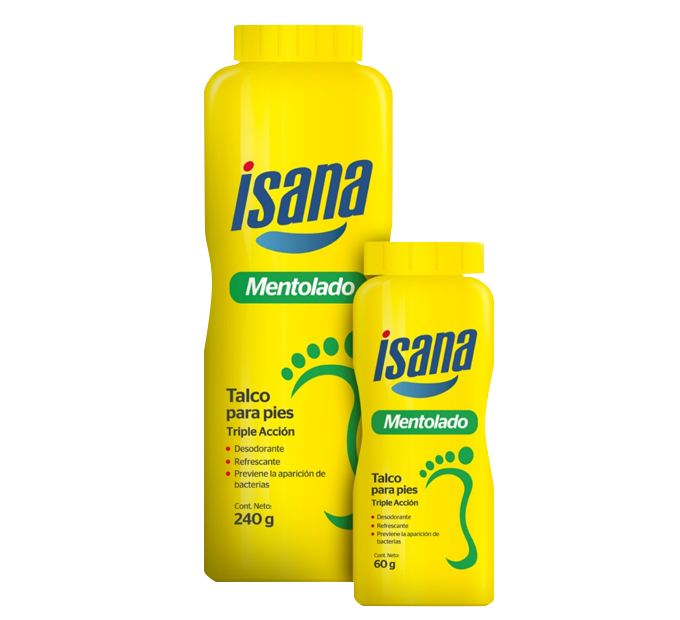 isana
Mentolado
Talco
para pies
Triple Acción
• Desodorante
• Refrescante
• Previene la aparición de
bacterias
Cont. Neto:
240 g
isana
Mentolado
Talco
para pies
Triple Acción
• Desodorante
• Refrescante
• Previene la aparición de
bacterias
Cont. Neto:
60 g